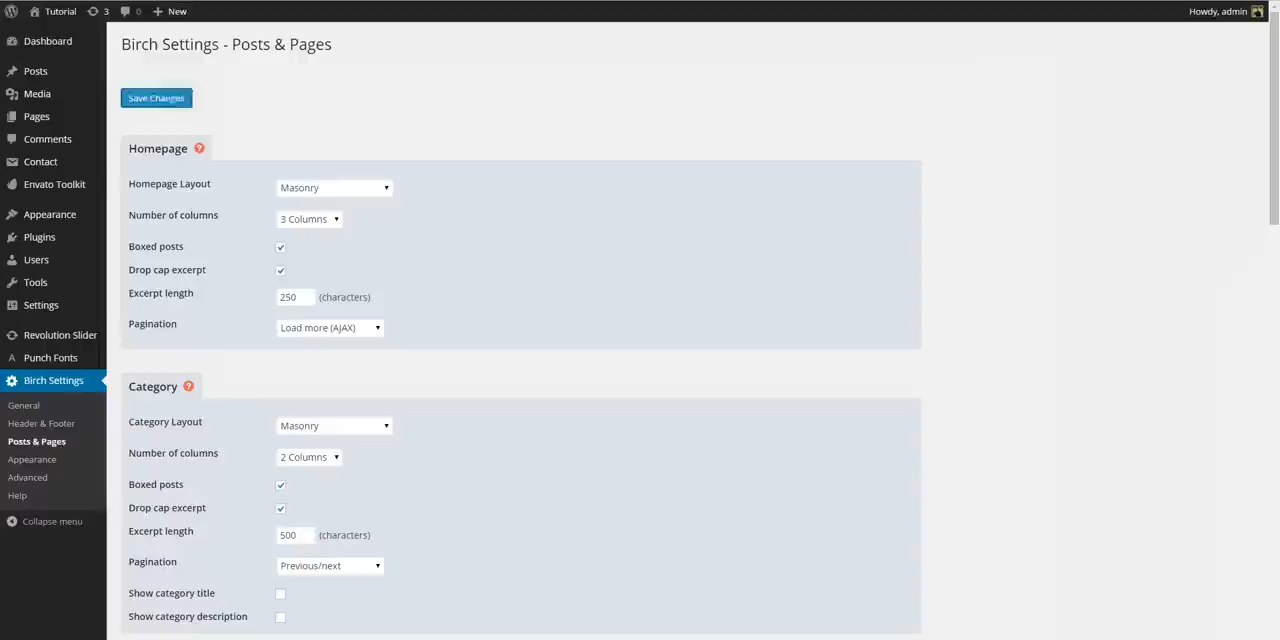 Tutorial 3 0 New Howdy, admin
Dashboard
Posts
Media
Pages
Comments
Contact
Envato Toolkit
Appearance
Plugins
Users
Tools
Settings
Revolution Slider
Punch Fonts
Birch Settings
General
Header & Footer
Posts & Pages
Appearance
Advanced
Help
Collapse menu
Birch Settings - Posts & Pages
Save Changes
Homepage ?
Homepage Layout Masonry
Number of columns 3 Columns
Boxed posts
Drop cap excerpt
Excerpt length 250 (characters)
Pagination Load more (AJAX)
Category ?
Category Layout Masonry
Number of columns 2 Columns
Boxed posts
Drop cap excerpt
Excerpt length 500 (characters)
Pagination Previous/next
Show category title
Show category description